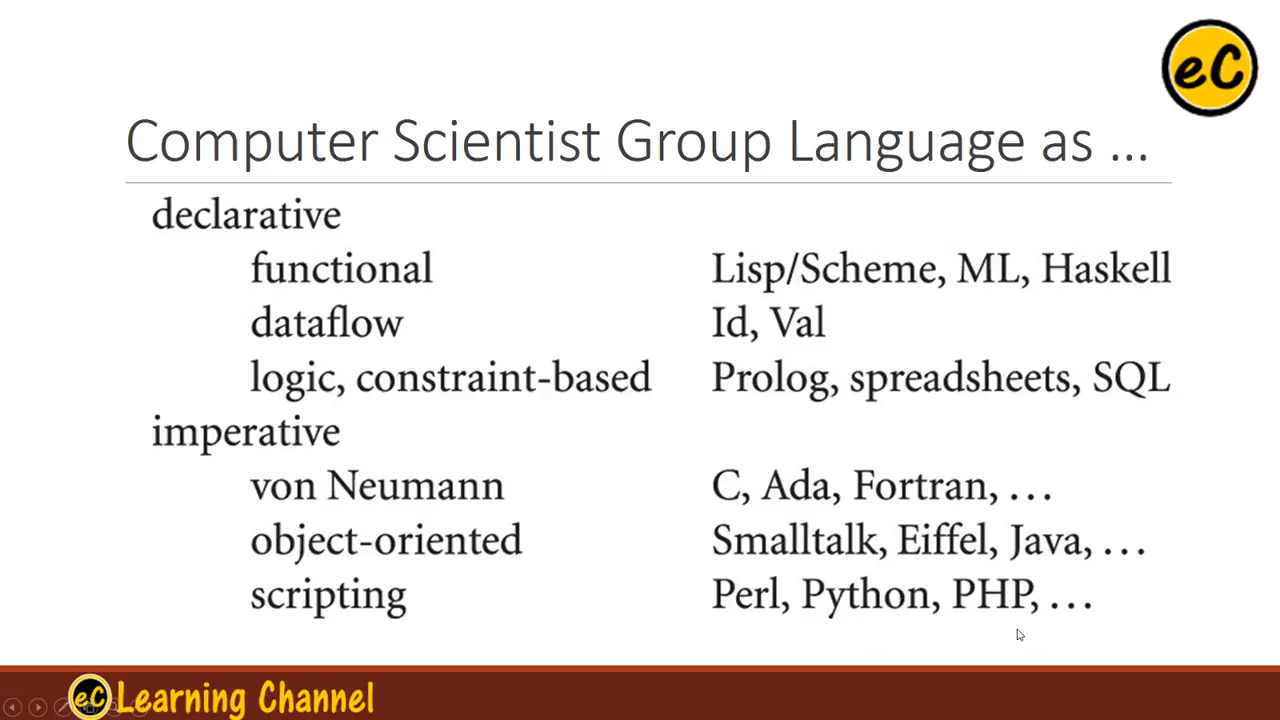 eC
Computer Scientist Group Language as ...
declarative
functional Lisp/Scheme, ML, Haskell
dataflow Id, Val
logic, constraint-based Prolog, spreadsheets, SQL
imperative
von Neumann C, Ada, Fortran, ...
object-oriented Smalltalk, Eiffel, Java, ...
scripting Perl, Python, PHP, ...
eC Learning Channel